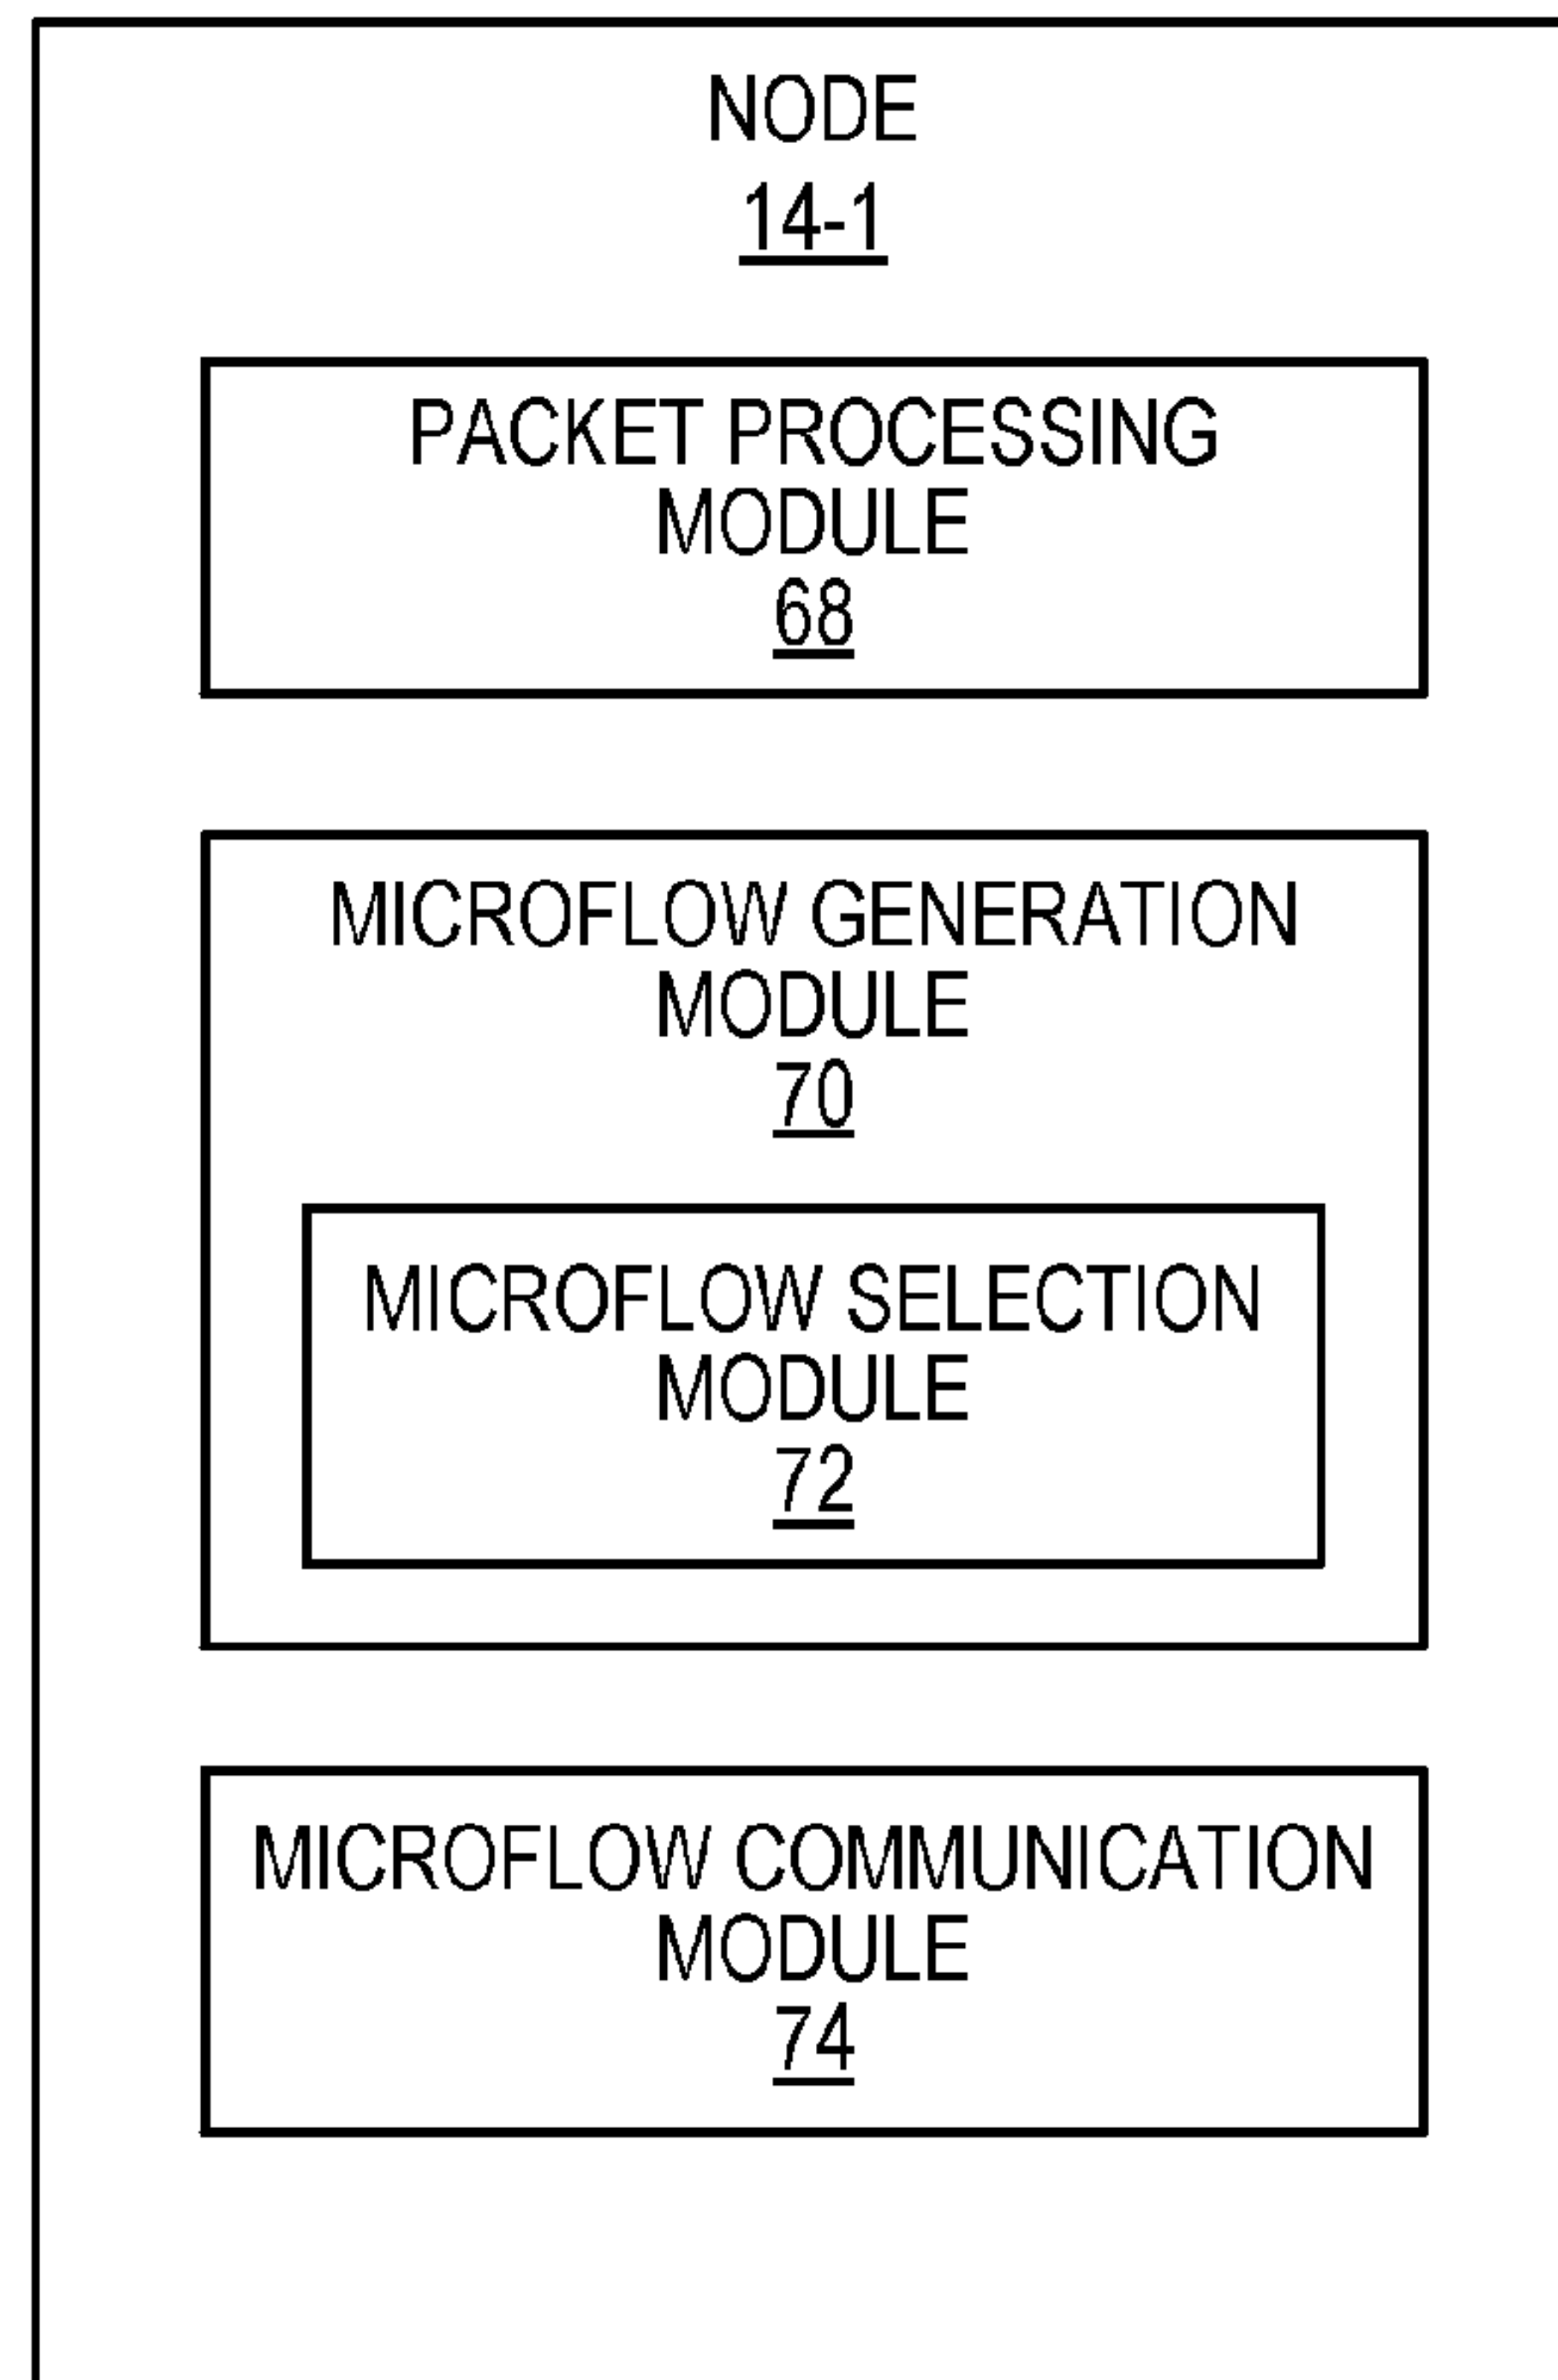 NODE
14-1
PACKET PROCESSING
MODULE
68
MICROFLOW GENERATION
MODULE
70
MICROFLOW SELECTION
MODULE
72
MICROFLOW COMMUNICATION
MODULE
74